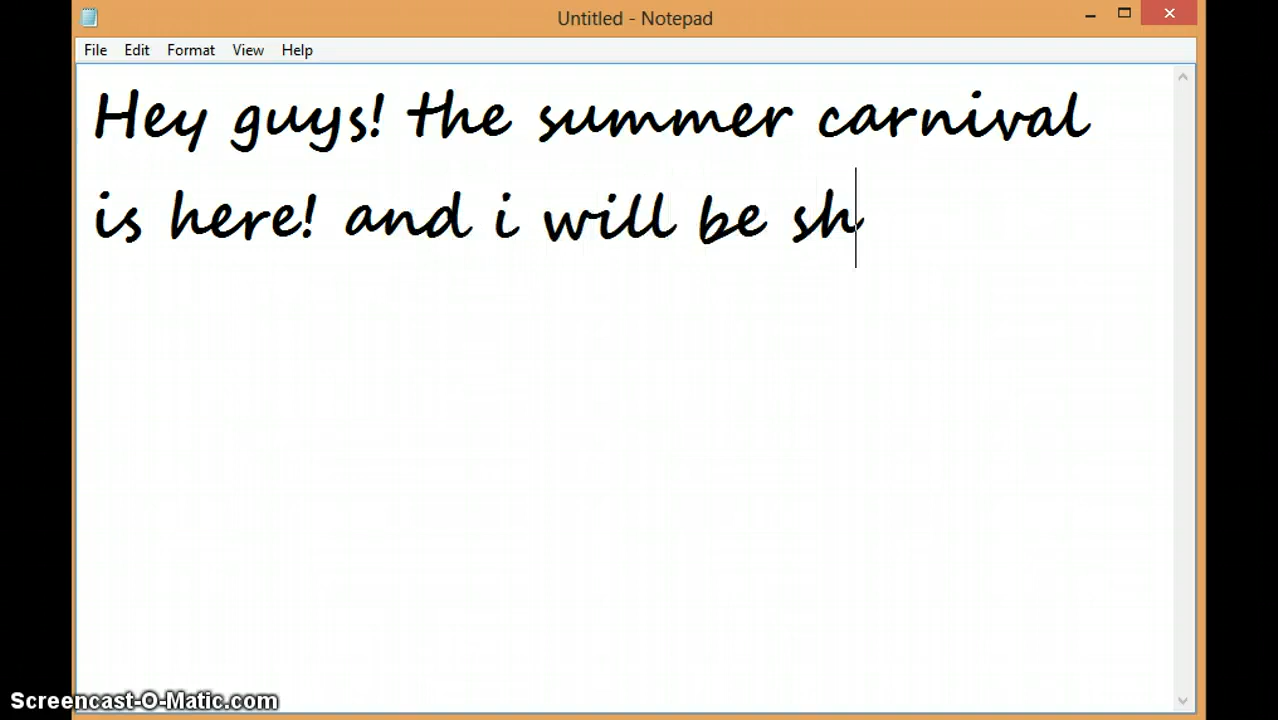 Untitled - Notepad
File Edit Format View Help
Hey guys! the summer carnival
is here! and i will be sh
Screencast-O-Matic.com